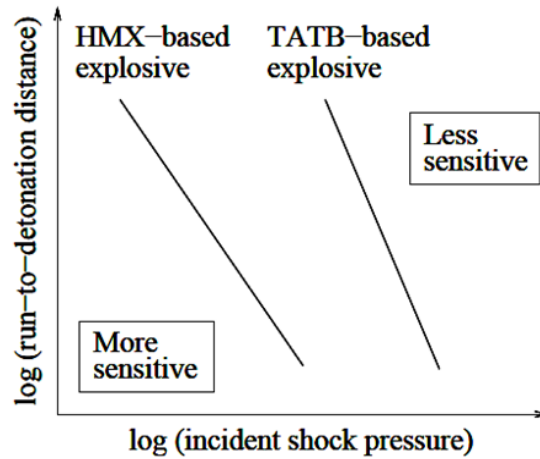 HMX−based
explosive
TATB−based
explosive
Less
sensitive
More
sensitive
log (run−to−detonation distance)
log (incident shock pressure)